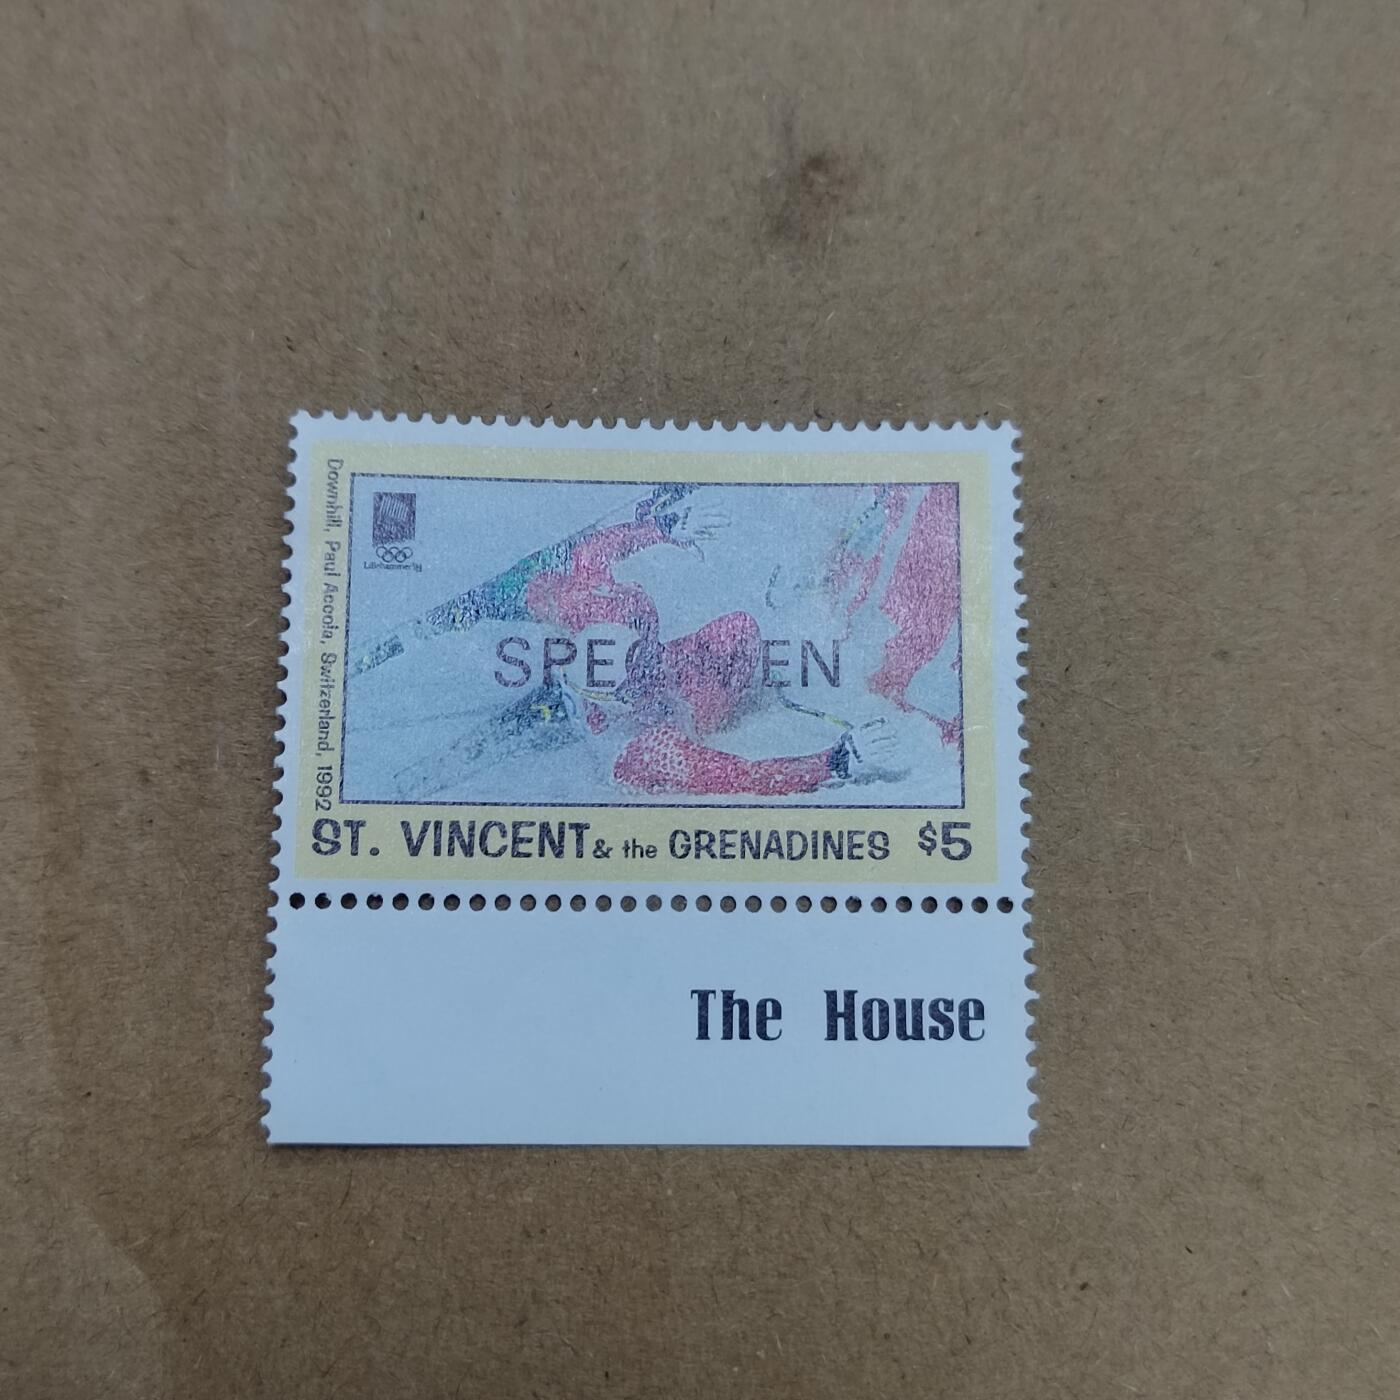 Downhill, Paul Accola, Switzerland, 1992
Lillehammer'94
SPECIMEN
ST. VINCENT & the GRENADINES $5
The House